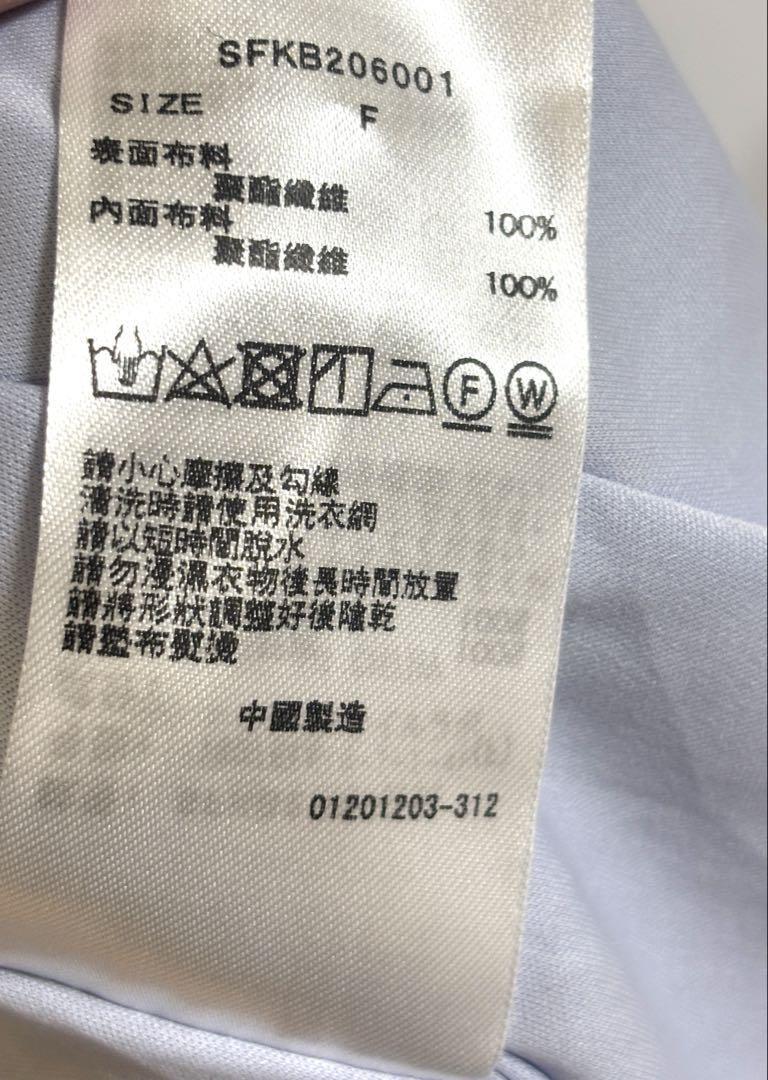 SFKB206001
SIZE F
表面布料
聚酯纖維 100%
內面布料
聚酯纖維 100%
F W
請小心摩擦及勾線
清洗時請使用洗衣網
請以短時間脫水
請勿浸濕衣物後長時間放置
請將形狀調整好後陰乾
請墊布熨燙
中國製造
01201203-312